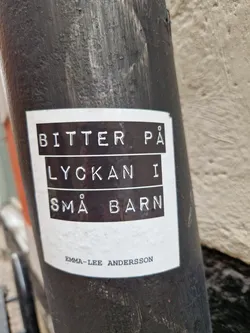 BITTER PÅ
LYCKAN I
SMÅ BARN
EMMA-LEE ANDERSSON